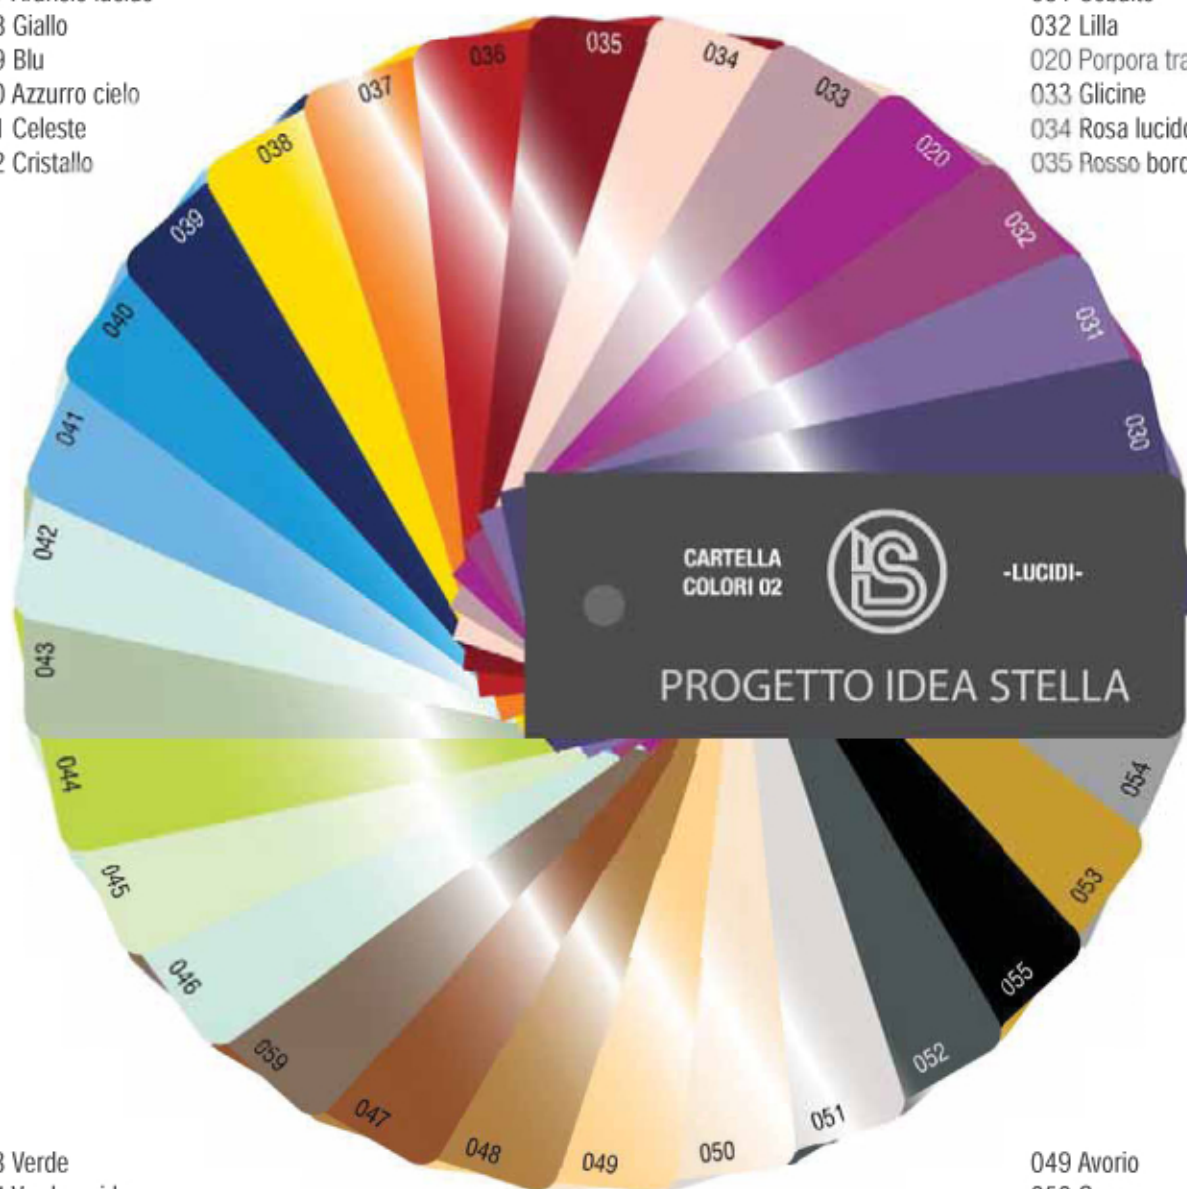 Giallo
Blu
Azzurro cielo
Celeste
Cristallo
032 Lilla
020 Porpora
033 Glicine
034 Rosa
035 Rosso
036
035
034
033
020
032
031
030
037
038
039
040
041
042
043
044
045
046
059
047
048
049
050
051
052
055
053
054
CARTELLA
COLORI 02
-LUCIDI-
PROGETTO IDEA STELLA
Verde
049 Avorio